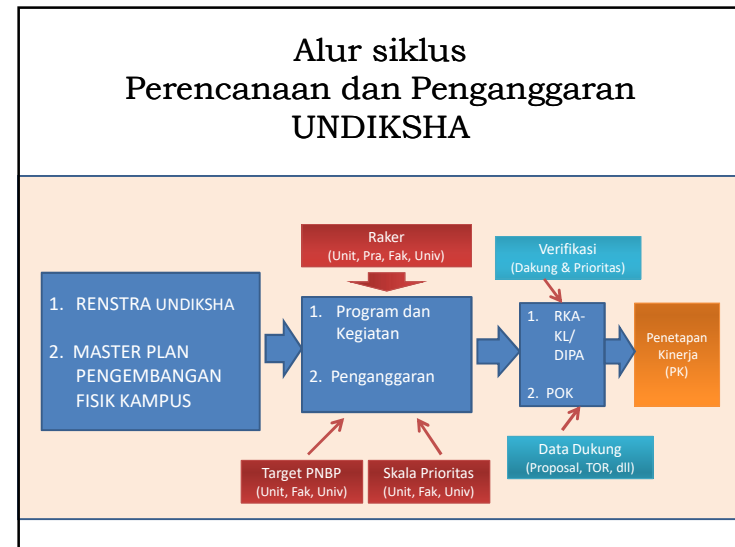 Alur siklus
Perencanaan dan Penganggaran
UNDIKSHA
Raker
(Unit, Pra, Fak, Univ)
Verifikasi
(Dakung & Prioritas)
1. RENSTRA UNDIKSHA
2. MASTER PLAN
PENGEMBANGAN
FISIK KAMPUS
1. Program dan
Kegiatan
2. Penganggaran
1. RKA-
KL/
DIPA
2. POK
Penetapan
Kinerja
(PK)
Target PNBP
(Unit, Fak, Univ)
Skala Prioritas
(Unit, Fak, Univ)
Data Dukung
(Proposal, TOR, dll)